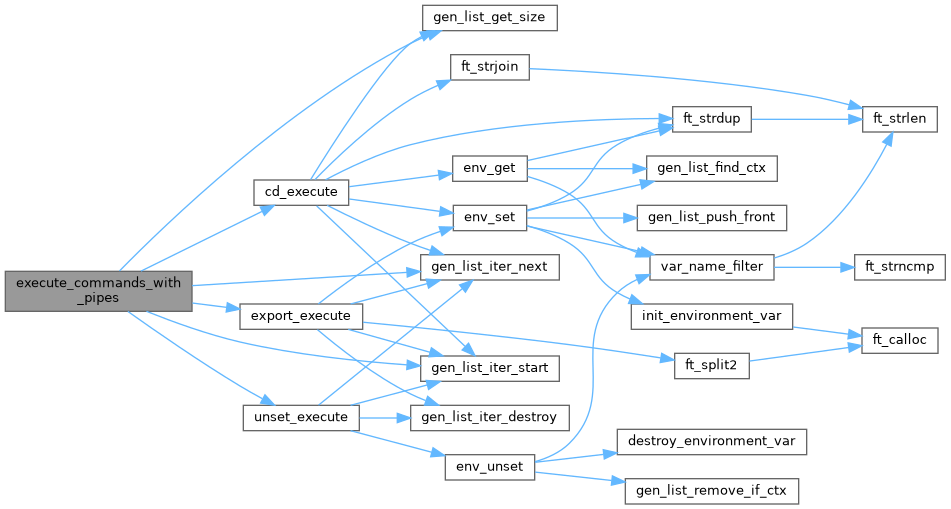 gen_list_get_size
ft_strjoin
ft_strdup
ft_strlen
env_get
gen_list_find_ctx
cd_execute
env_set
gen_list_push_front
gen_list_iter_next
var_name_filter
ft_strncmp
execute_commands_with
_pipes
export_execute
init_environment_var
ft_calloc
gen_list_iter_start
ft_split2
unset_execute
gen_list_iter_destroy
destroy_environment_var
env_unset
gen_list_remove_if_ctx